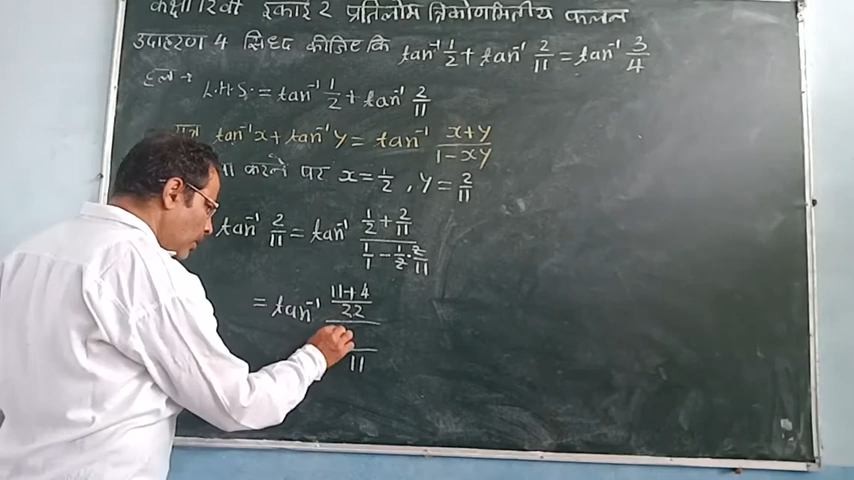 कक्षा 12वीं इकाई 2 प्रतिलोम त्रिकोणमितीय फलन
उदाहरण 4 सिध्द कीजिए कि tan⁻¹ 1/2 + tan⁻¹ 2/11 = tan⁻¹ 3/4
हल → L.H.S. = tan⁻¹ 1/2 + tan⁻¹ 2/11
सूत्र tan⁻¹x + tan⁻¹y = tan⁻¹ (x+y)/(1-xy)
करने पर x = 1/2 , y = 2/11
tan⁻¹ 2/11 = tan⁻¹ (1/2 + 2/11)/(1/1 - 1/2 · 2/11)
= tan⁻¹ (11+4)/22
11